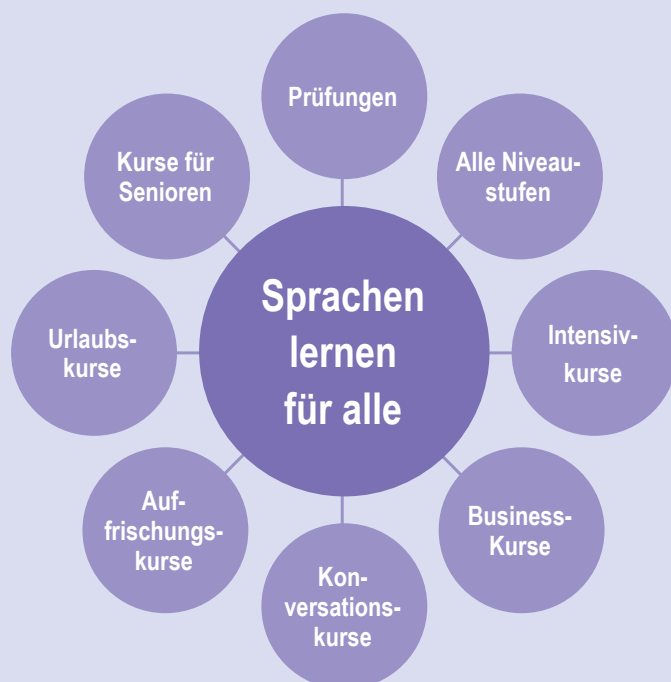 Prüfungen
Kurse für
Senioren
Alle Niveau-
stufen
Sprachen
lernen
für alle
Urlaubs-
kurse
Intensiv-
kurse
Auf-
frischungs-
kurse
Business-
Kurse
Kon-
versations-
kurse